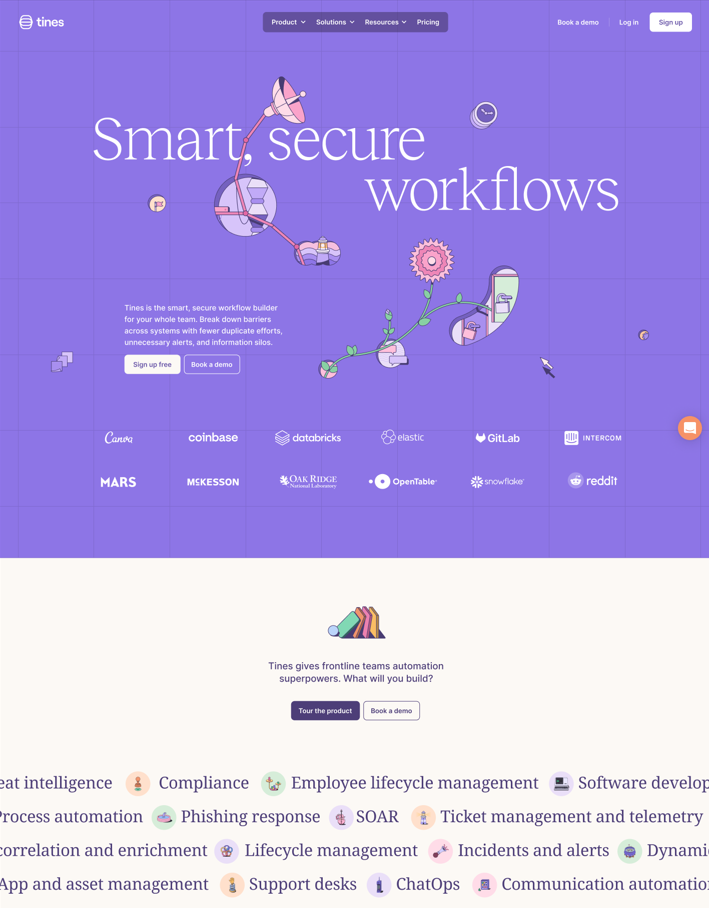 tines
Product Solutions Resources Pricing
Book a demo Log in Sign up
Smart, secure
workflows
Tines is the smart, secure workflow builder
for your whole team. Break down barriers
across systems with fewer duplicate efforts,
unnecessary alerts, and information silos.
Sign up free Book a demo
Canva coinbase databricks elastic GitLab INTERCOM
MARS McKESSON OAK RIDGE National Laboratory OpenTable snowflake reddit
Tines gives frontline teams automation
superpowers. What will you build?
Tour the product Book a demo
eat intelligence Compliance Employee lifecycle management Software develop
Process automation Phishing response SOAR Ticket management and telemetry
correlation and enrichment Lifecycle management Incidents and alerts Dynami
App and asset management Support desks ChatOps Communication automatio